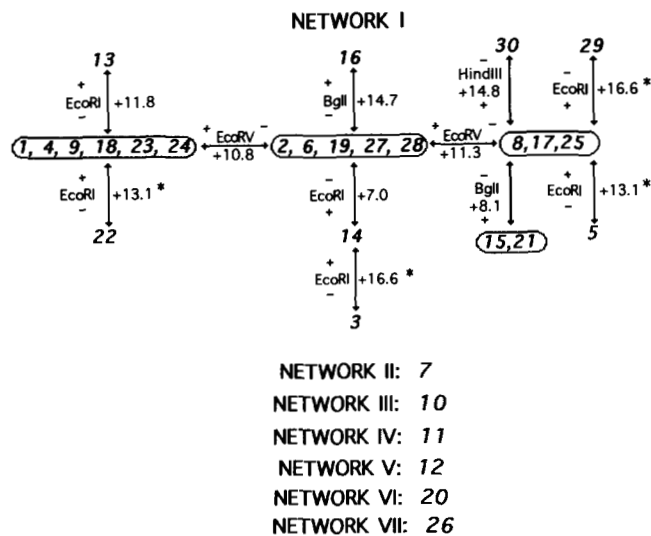 NETWORK I
13 16 30 29
+ EcoRI − +11.8
+ BglI − +14.7
− HindIII +14.8 +
− EcoRI + +16.6 *
1, 4, 9, 18, 23, 24
+ EcoRV − +10.8
2, 6, 19, 27, 28
+ EcoRV − +11.3
8,17,25
+ EcoRI − +13.1 *
− EcoRI + +7.0
− BglI +8.1 +
+ EcoRI − +13.1 *
22 14 15,21 5
+ EcoRI − +16.6 *
3
NETWORK II: 7
NETWORK III: 10
NETWORK IV: 11
NETWORK V: 12
NETWORK VI: 20
NETWORK VII: 26